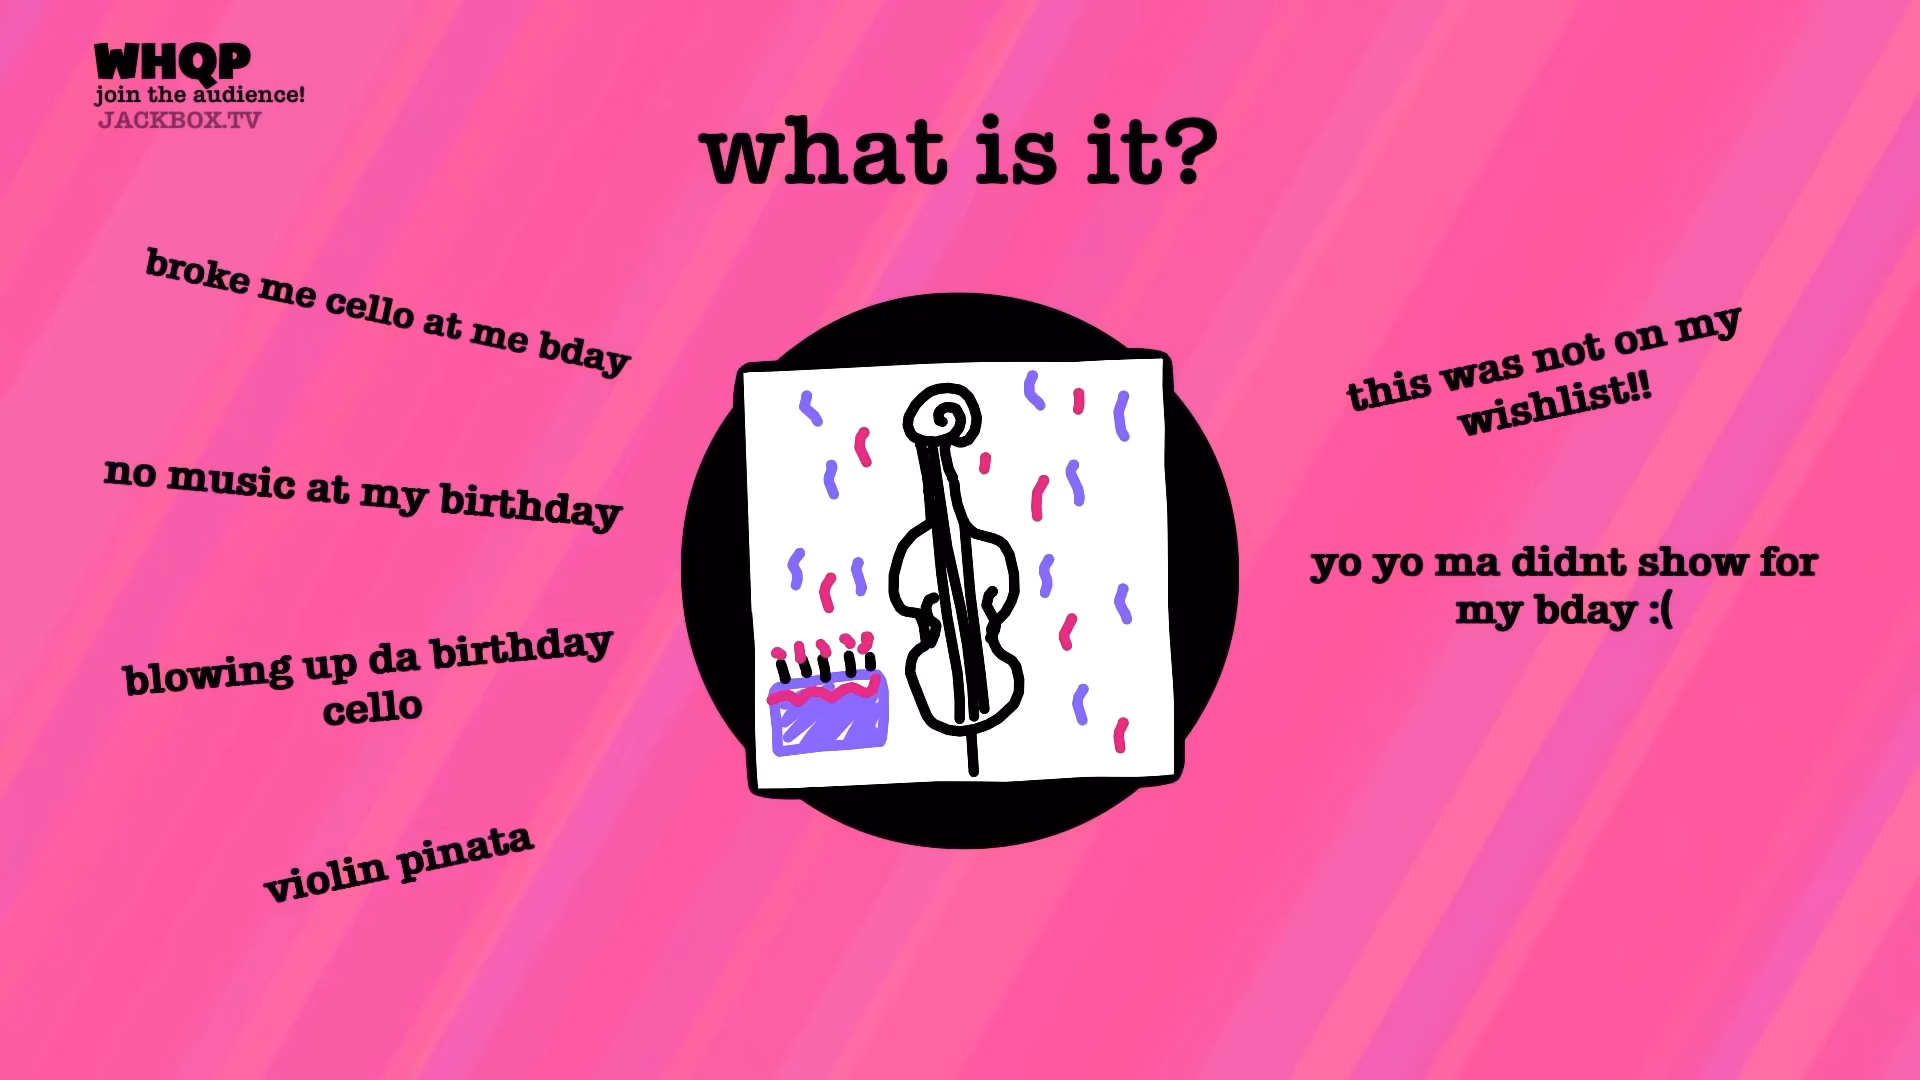 WHQP
join the audience!
JACKBOX.TV
what is it?
broke me cello at me bday
no music at my birthday
blowing up da birthday
cello
violin pinata
this was not on my
wishlist!!
yo yo ma didnt show for
my bday :(